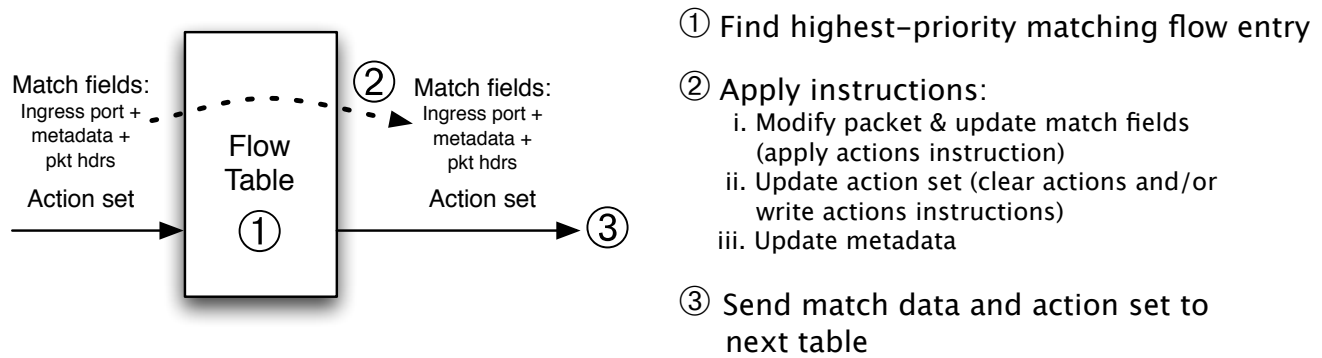 Match fields:
Ingress port +
metadata +
pkt hdrs
Action set
Flow
Table
①
②
Match fields:
Ingress port +
metadata +
pkt hdrs
Action set
③
① Find highest-priority matching flow entry
② Apply instructions:
i. Modify packet & update match fields
(apply actions instruction)
ii. Update action set (clear actions and/or
write actions instructions)
iii. Update metadata
③ Send match data and action set to
next table